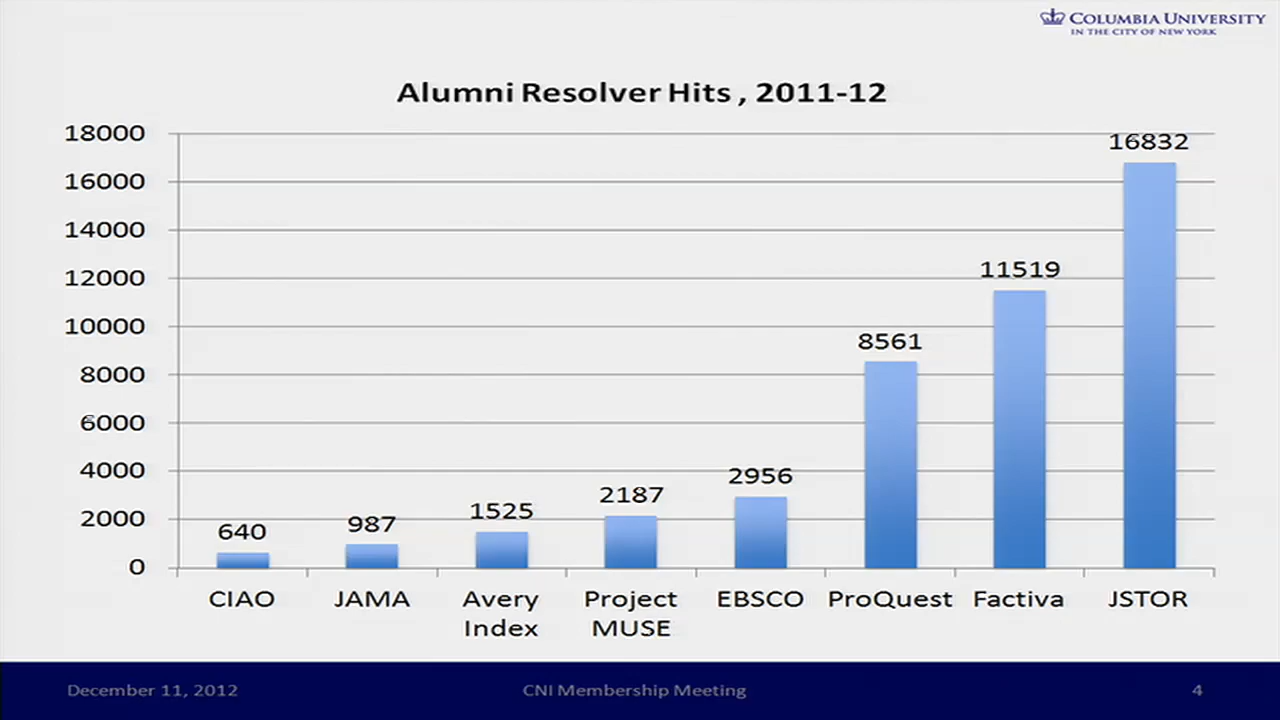 COLUMBIA UNIVERSITY
IN THE CITY OF NEW YORK
Alumni Resolver Hits , 2011-12
18000
16000
14000
12000
10000
8000
6000
4000
2000
0
640
987
1525
2187
2956
8561
11519
16832
CIAO
JAMA
Avery
Index
Project
MUSE
EBSCO
ProQuest
Factiva
JSTOR
December 11, 2012
CNI Membership Meeting
4